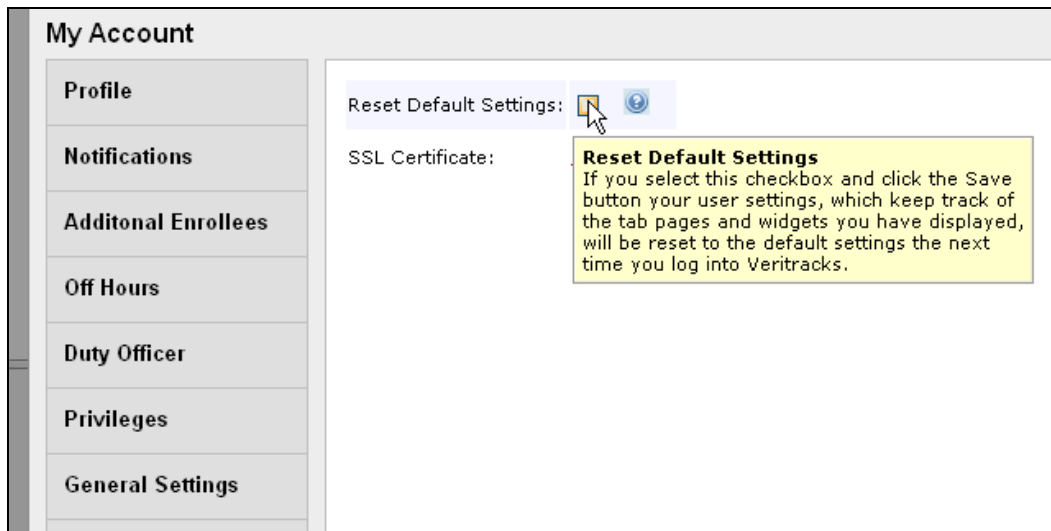 My Account
Profile
Notifications
Additonal Enrollees
Off Hours
Duty Officer
Privileges
General Settings
Reset Default Settings:
SSL Certificate:
Reset Default Settings
If you select this checkbox and click the Save
button your user settings, which keep track of
the tab pages and widgets you have displayed,
will be reset to the default settings the next
time you log into Veritracks.